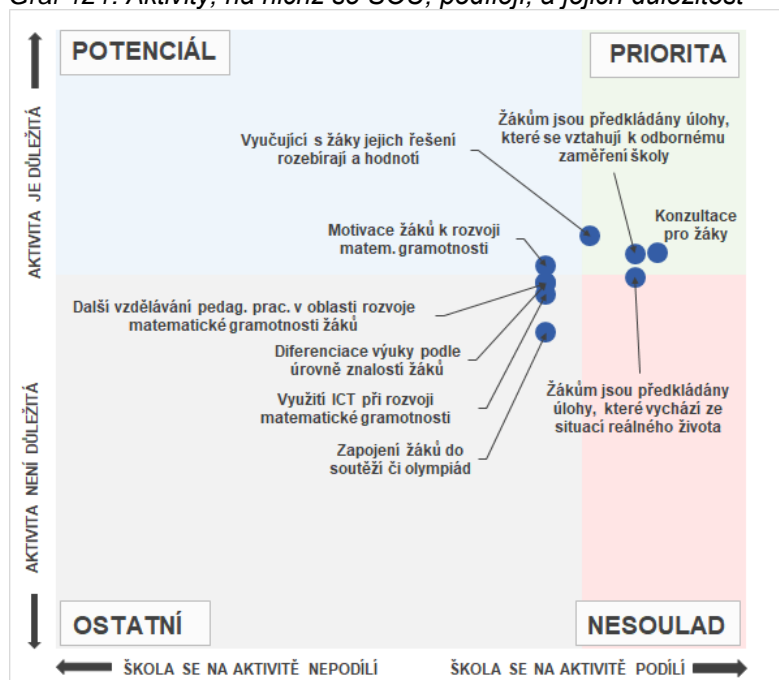 Graf 121: Aktivity, na nichž se SOU, podílejí, a jejich důležitost
POTENCIÁL
PRIORITA
Žákům jsou předkládány úlohy,
které se vztahují k odbornému
zaměření školy
Vyučující s žáky jejich řešení
rozebírají a hodnotí
Konzultace
pro žáky
Motivace žáků k rozvoji
matem. gramotnosti
Další vzdělávání pedag. prac. v oblasti rozvoje
matematické gramotnosti žáků
Diferenciace výuky podle
úrovně znalostí žáků
Využití ICT při rozvoji
matematické gramotnosti
Žákům jsou předkládány
úlohy, které vychází ze
situací reálného života
Zapojení žáků do
soutěží či olympiád
AKTIVITA JE DŮLEŽITÁ
AKTIVITA NENÍ DŮLEŽITÁ
OSTATNÍ
NESOULAD
ŠKOLA SE NA AKTIVITĚ NEPODÍLÍ
ŠKOLA SE NA AKTIVITĚ PODÍLÍ